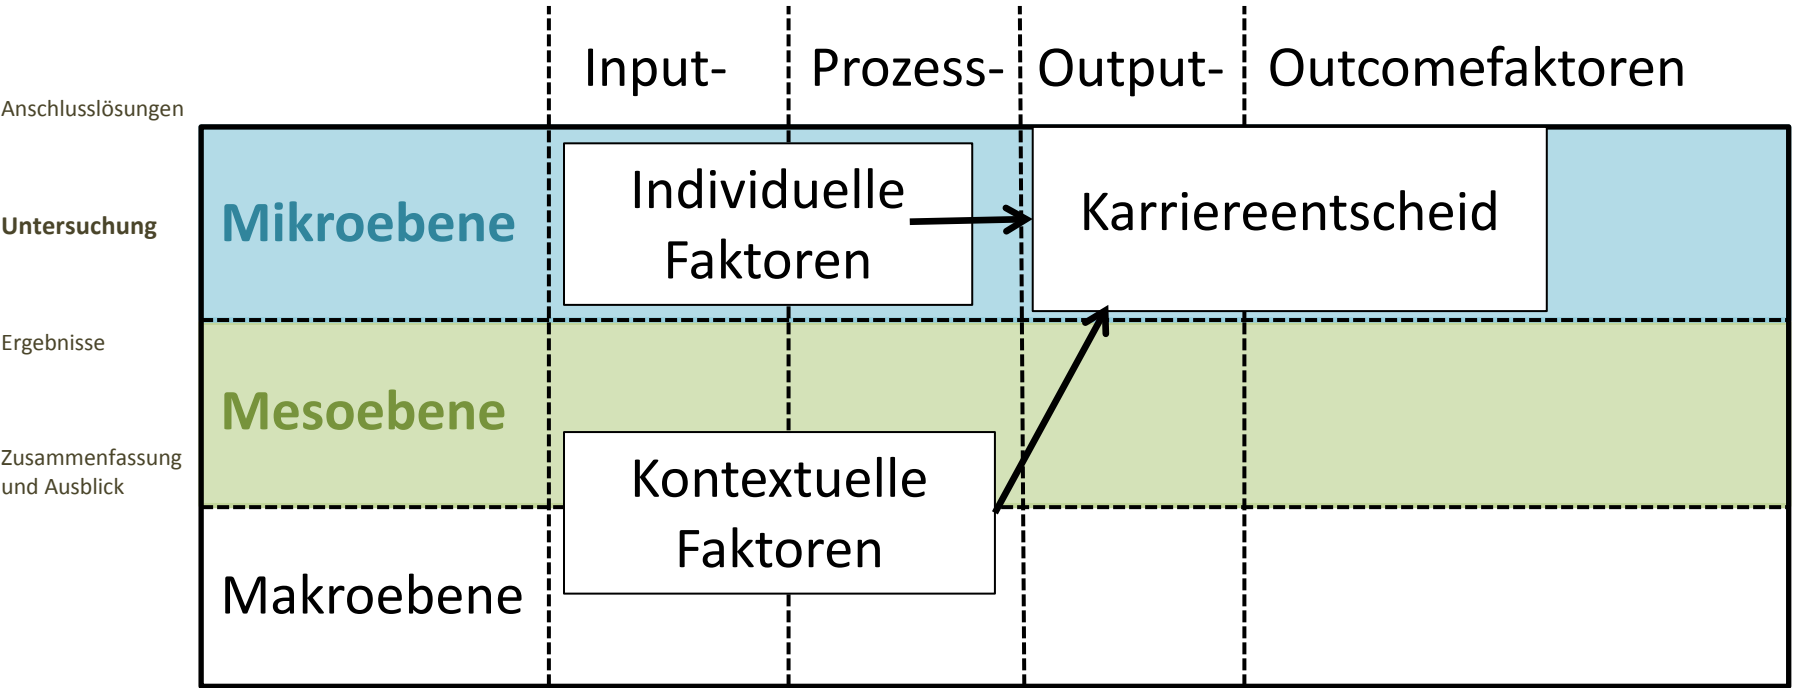 Input- Prozess- Output- Outcomefaktoren
Anschlusslösungen
Untersuchung
Ergebnisse
Zusammenfassung
und Ausblick
Mikroebene
Individuelle
Faktoren
Karriereentscheid
Mesoebene
Kontextuelle
Faktoren
Makroebene